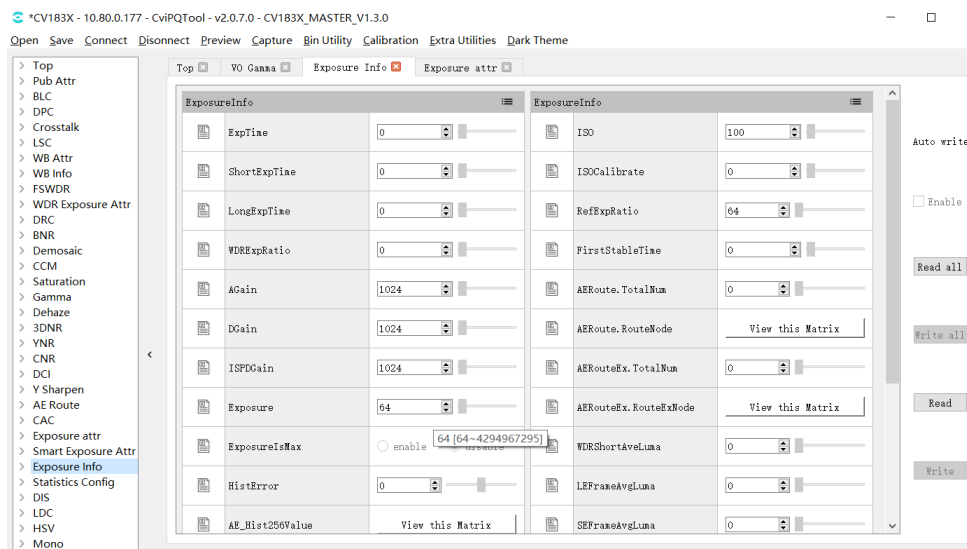 *CV183X - 10.80.0.177 - CviPQTool - v2.0.7.0 - CV183X_MASTER_V1.3.0
Open Save Connect Disonnect Preview Capture Bin Utility Calibration Extra Utilities Dark Theme
Top
Pub Attr
BLC
DPC
Crosstalk
LSC
WB Attr
WB Info
FSWDR
WDR Exposure Attr
DRC
BNR
Demosaic
CCM
Saturation
Gamma
Dehaze
3DNR
YNR
CNR
DCI
Y Sharpen
AE Route
CAC
Exposure attr
Smart Exposure Attr
Exposure Info
Statistics Config
DIS
LDC
HSV
Mono
Top VO Gamma Exposure Info Exposure attr
ExposureInfo
ExpTime 0
ShortExpTime 0
LongExpTime 0
WDRExpRatio 0
AGain 1024
DGain 1024
ISPDGain 1024
Exposure 64
64 [64~4294967295]
ExposureIsMax enable disable
HistError 0
AE_Hist256Value View this Matrix
ExposureInfo
ISO 100
ISOCalibrate 0
RefExpRatio 64
FirstStableTime 0
AERoute.TotalNum 0
AERoute.RouteNode View this Matrix
AERouteEx.TotalNum 0
AERouteEx.RouteExNode View this Matrix
WDRShortAveLuma 0
LEFrameAvgLuma 0
SEFrameAvgLuma 0
Auto write
Enable
Read all
Write all
Read
Write